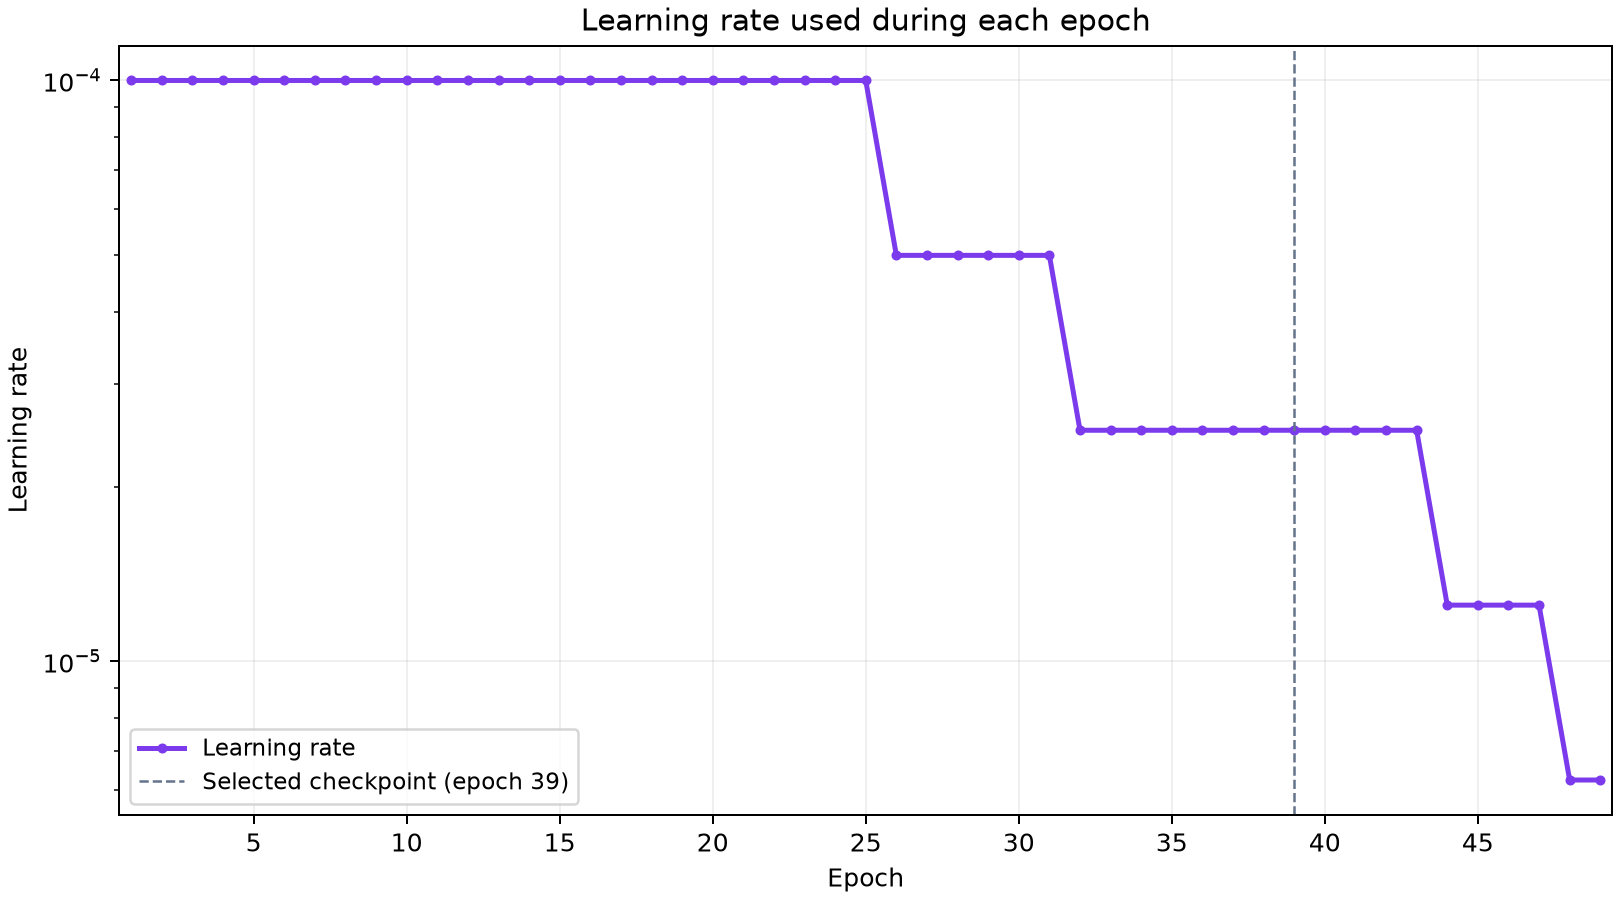 Learning rate used during each epoch
Learning rate
10⁻⁴
10⁻⁵
Learning rate
Selected checkpoint (epoch 39)
5 10 15 20 25 30 35 40 45
Epoch